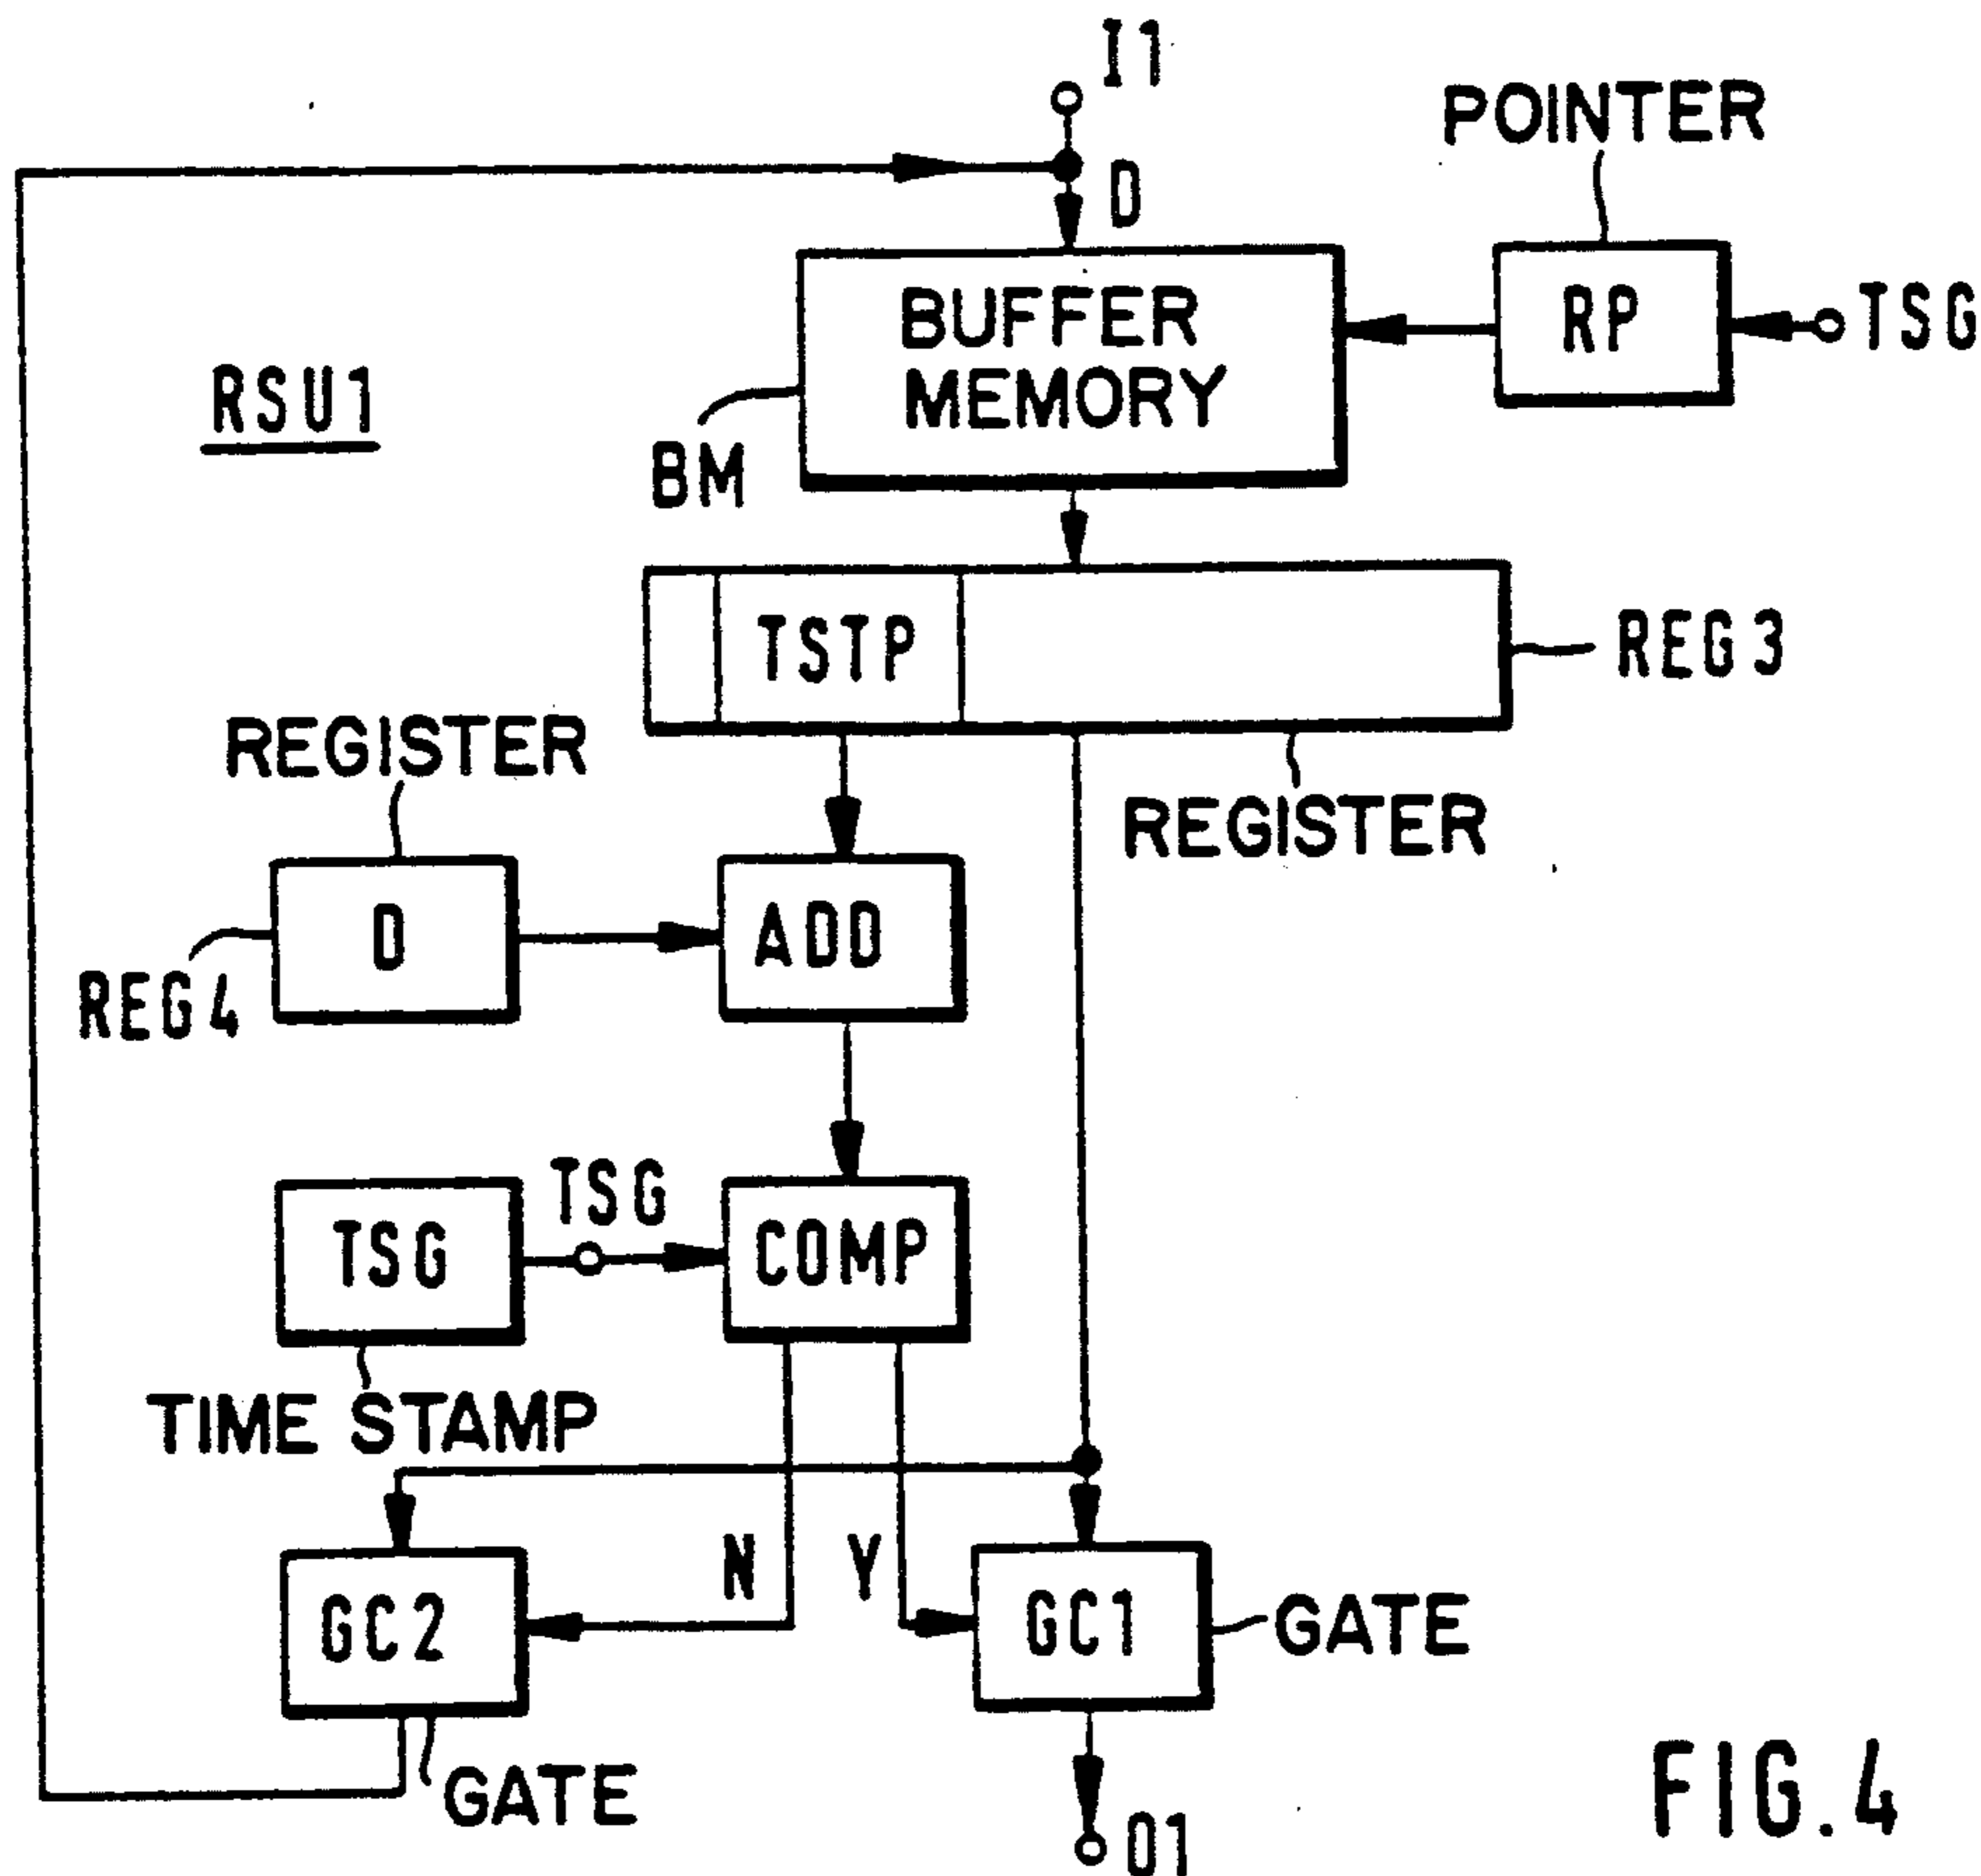 I1
POINTER
D
BUFFER
MEMORY
RP
TSG
RSU1
BM
TSTP
REG3
REGISTER
REGISTER
D
ADD
REG4
TSG
TSG
COMP
TIME STAMP
N
Y
GC2
GC1
GATE
GATE
O1
FIG.4